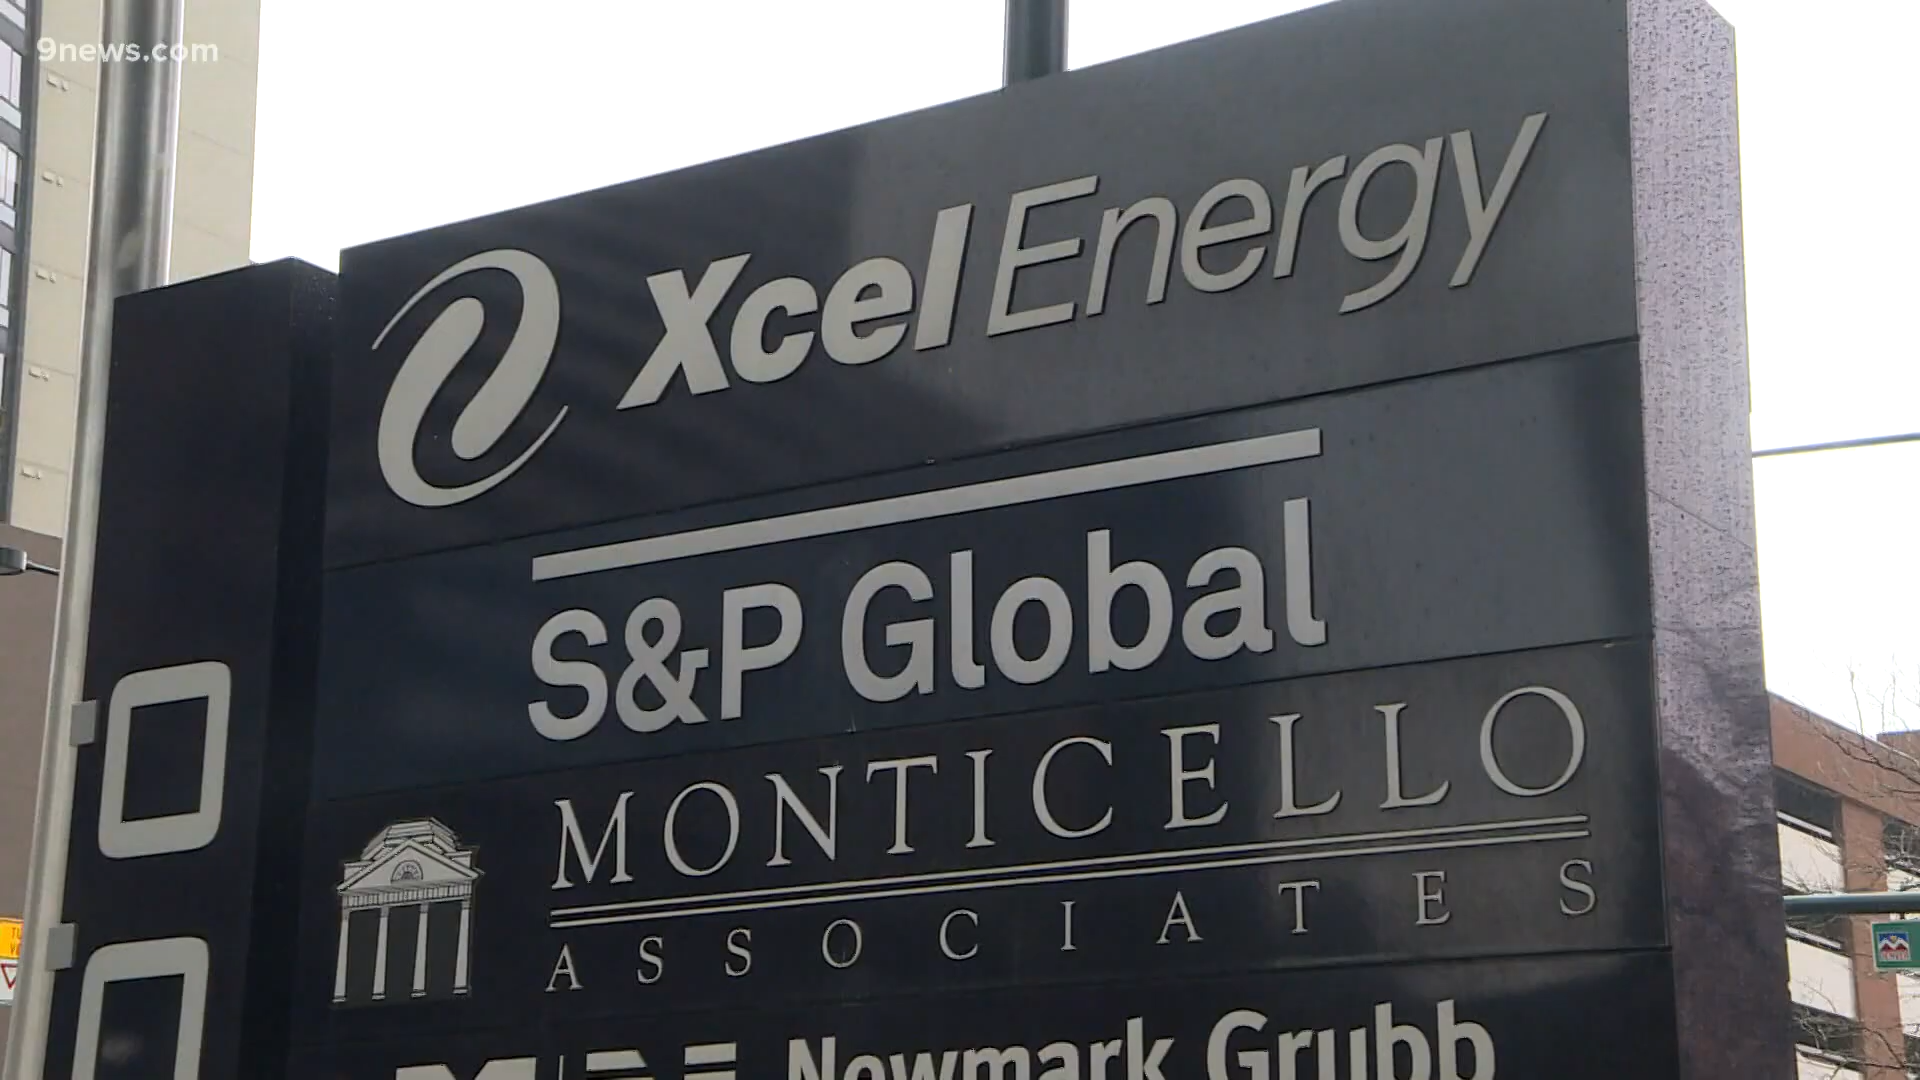 9news.com
Xcel Energy
S&P Global
MONTICELLO
ASSOCIATES
Newmark Grubb